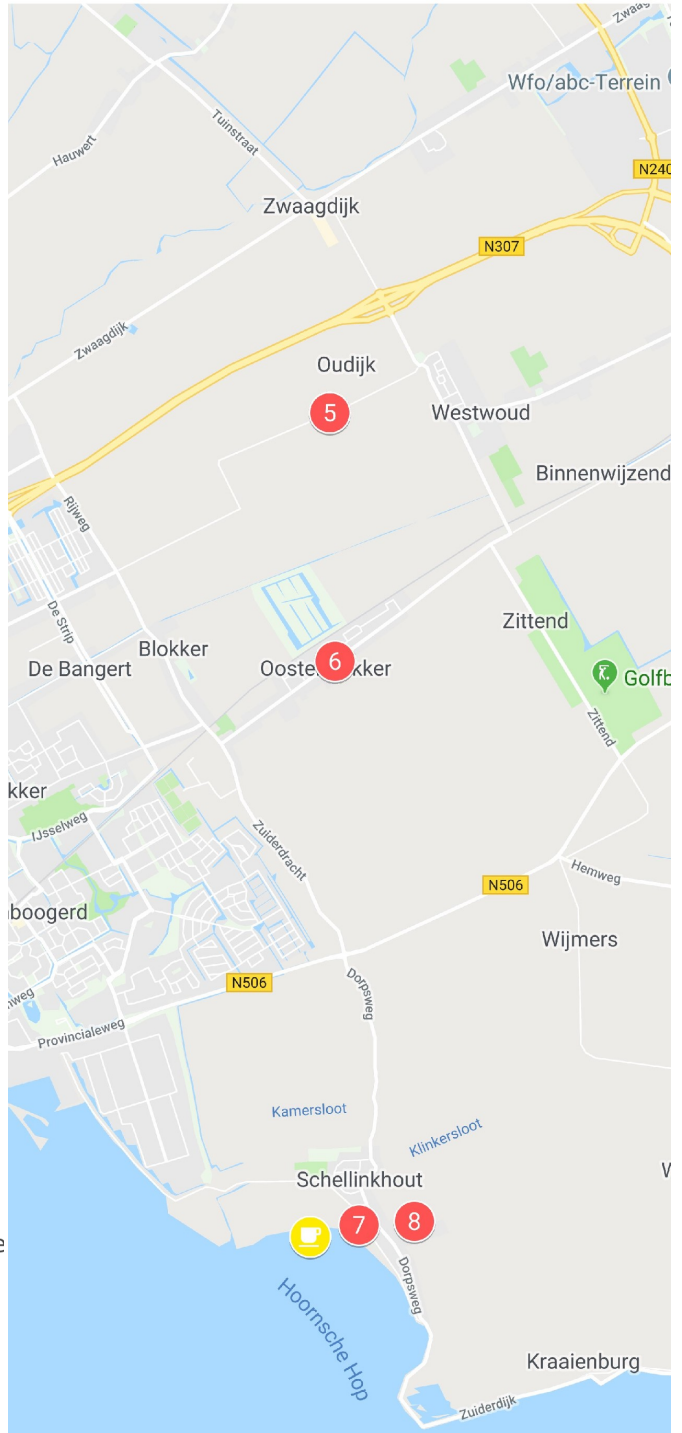 Zwaag
Wfo/abc-Terrein
Tuinstraat
Hauwert
N240
Zwaagdijk
N307
Zwaagdijk
Oudijk
5
Westwoud
Binnenwijzend
Rijweg
De Strip
Zittend
Blokker
6
De Bangert
Golfb
Zittend
kker
IJsselweg
Zuiderdracht
Hemweg
N506
boogerd
Wijmers
N506
Dorpsweg
weg
Provincialeweg
Kamersloot
Klinkersloot
Schellinkhout
7
8
Dorpsweg
Hoornsche Hop
Kraaienburg
Zuiderdijk